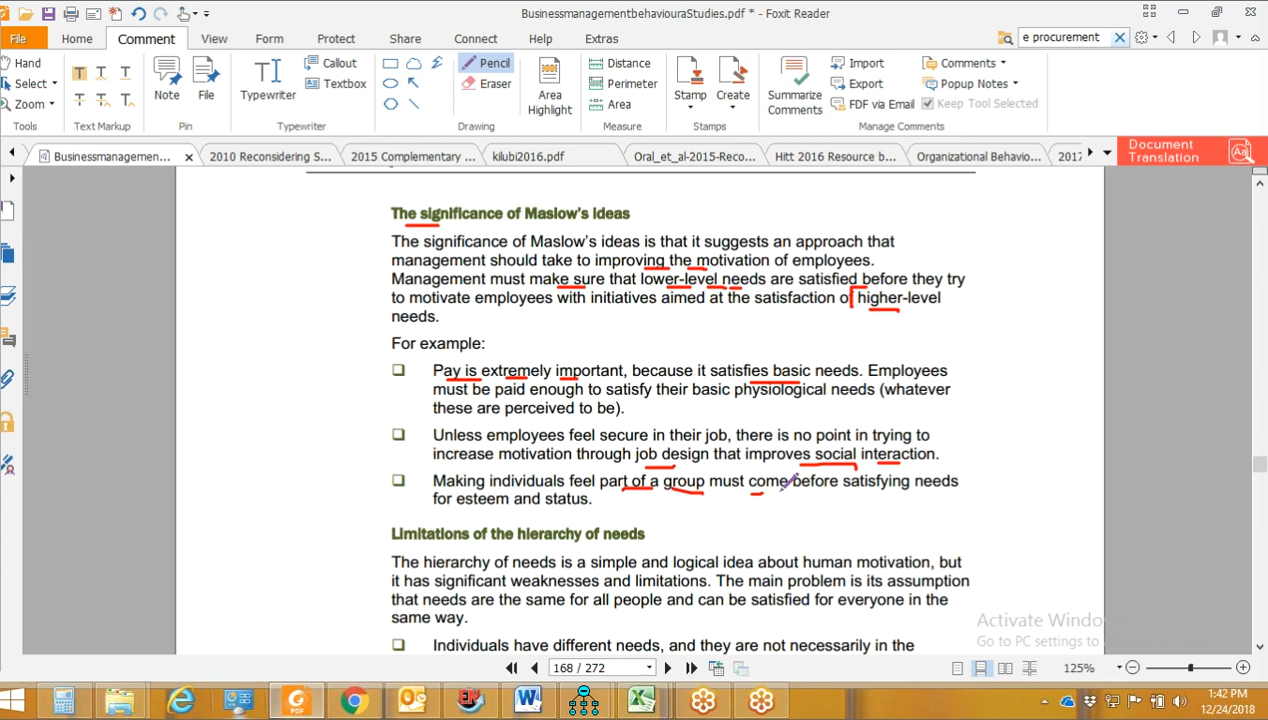 BusinessmanagementbehaviouraStudies.pdf * - Foxit Reader
File Home Comment View Form Protect Share Connect Help Extras
e procurement
Hand
Select
Zoom
Tools
Text Markup
Note
File
Pin
Typewriter
Callout
Textbox
Typewriter
Pencil
Eraser
Area Highlight
Drawing
Distance
Perimeter
Area
Measure
Stamp
Create
Stamps
Summarize Comments
Import
Export
FDF via Email
Comments
Popup Notes
Keep Tool Selected
Manage Comments
Businessmanagemen... 2010 Reconsidering S... 2015 Complementary ... kilubi2016.pdf Oral_et_al-2015-Reco... Hitt 2016 Resource b... Organizational Behavio... 2017
Document Translation
The significance of Maslow's ideas
The significance of Maslow's ideas is that it suggests an approach that
management should take to improving the motivation of employees.
Management must make sure that lower-level needs are satisfied before they try
to motivate employees with initiatives aimed at the satisfaction of higher-level
needs.
For example:
❑ Pay is extremely important, because it satisfies basic needs. Employees
must be paid enough to satisfy their basic physiological needs (whatever
these are perceived to be).
❑ Unless employees feel secure in their job, there is no point in trying to
increase motivation through job design that improves social interaction.
❑ Making individuals feel part of a group must come before satisfying needs
for esteem and status.
Limitations of the hierarchy of needs
The hierarchy of needs is a simple and logical idea about human motivation, but
it has significant weaknesses and limitations. The main problem is its assumption
that needs are the same for all people and can be satisfied for everyone in the
same way.
❑ Individuals have different needs, and they are not necessarily in the
Activate Windows
Go to PC settings to
168 / 272
125%
1:42 PM
12/24/2018